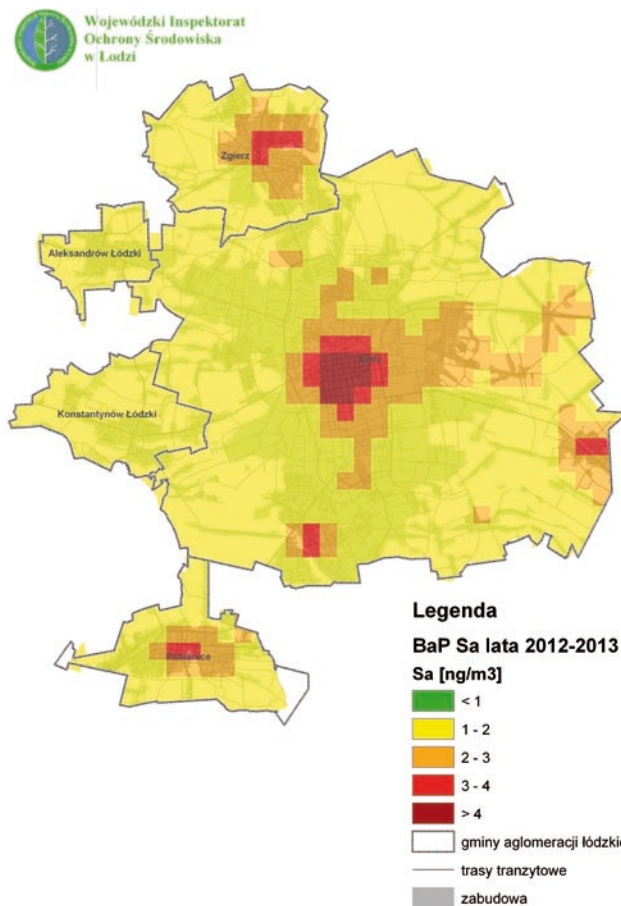 Wojewódzki Inspektorat
Ochrony Środowiska
w Łodzi
Zgierz
Aleksandrów Łódzki
Łódź
Konstantynów Łódzki
Pabianice
Legenda
BaP Sa lata 2012-2013
Sa [ng/m3]
< 1
1 - 2
2 - 3
3 - 4
> 4
gminy aglomeracji łódzkie
trasy tranzytowe
zabudowa